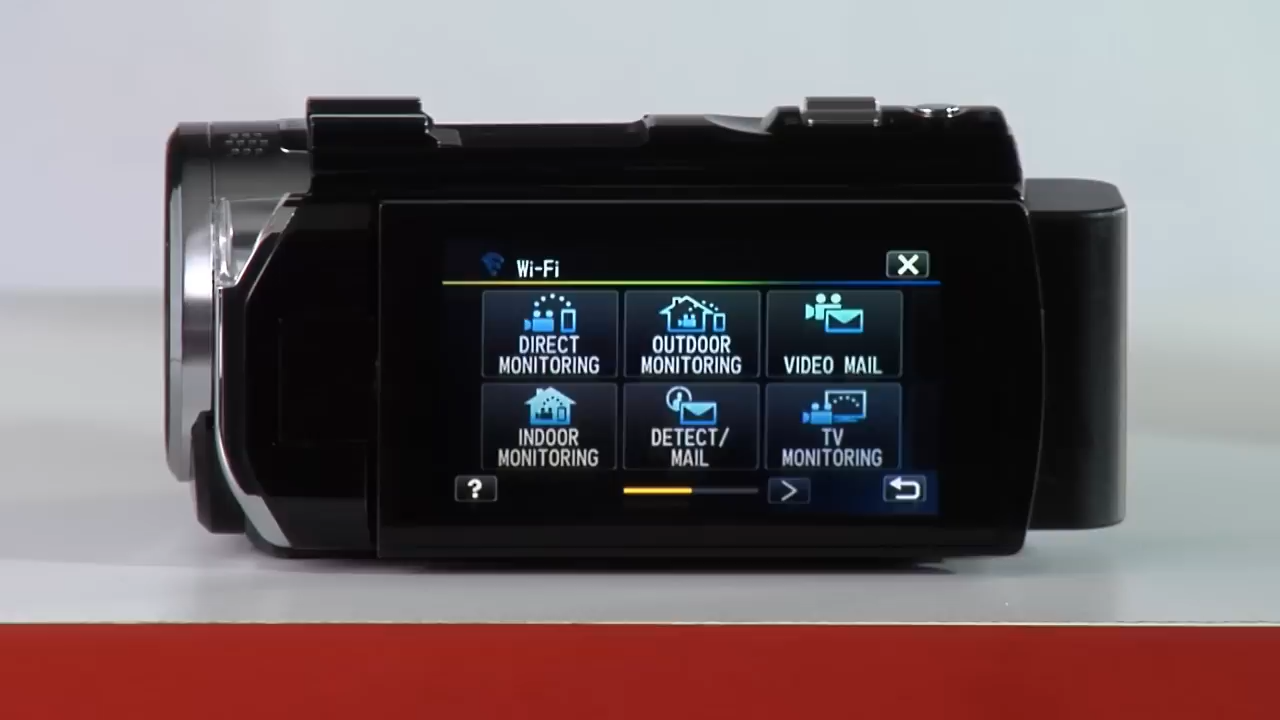 Wi-Fi
X
DIRECT
MONITORING
OUTDOOR
MONITORING
VIDEO MAIL
INDOOR
MONITORING
DETECT/
MAIL
TV
MONITORING
?
>